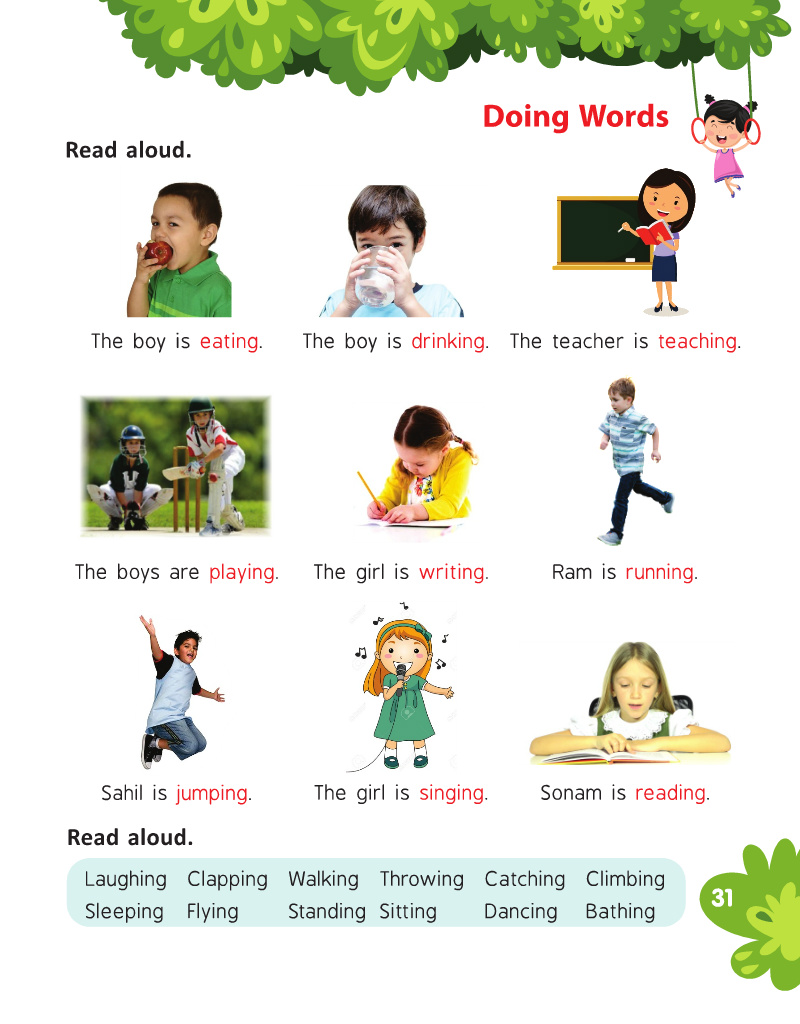 Doing Words
Read aloud.
The boy is eating. The boy is drinking. The teacher is teaching.
The boys are playing. The girl is writing. Ram is running.
Sahil is jumping. The girl is singing. Sonam is reading.
Read aloud.
Laughing Clapping Walking Throwing Catching Climbing
Sleeping Flying Standing Sitting Dancing Bathing
31